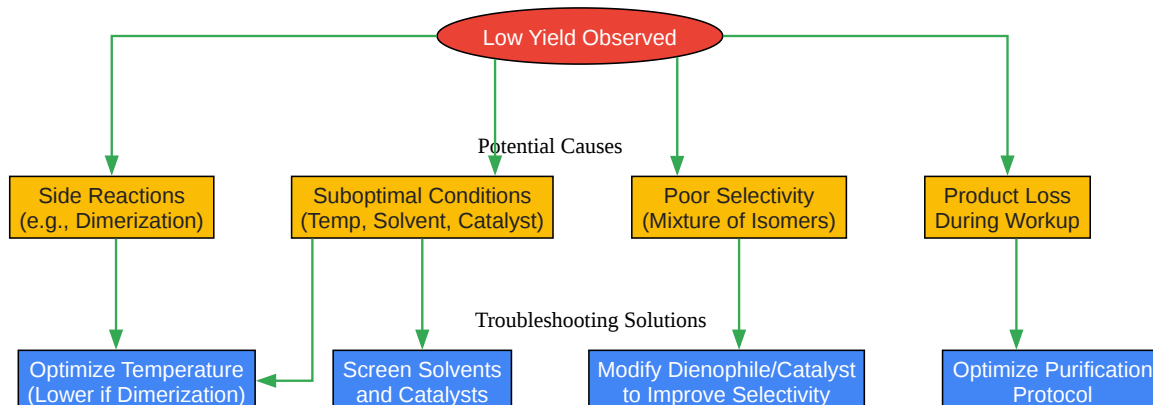 Low Yield Observed
Potential Causes
Side Reactions
(e.g., Dimerization)
Suboptimal Conditions
(Temp, Solvent, Catalyst)
Poor Selectivity
(Mixture of Isomers)
Product Loss
During Workup
Troubleshooting Solutions
Optimize Temperature
(Lower if Dimerization)
Screen Solvents
and Catalysts
Modify Dienophile/Catalyst
to Improve Selectivity
Optimize Purification
Protocol